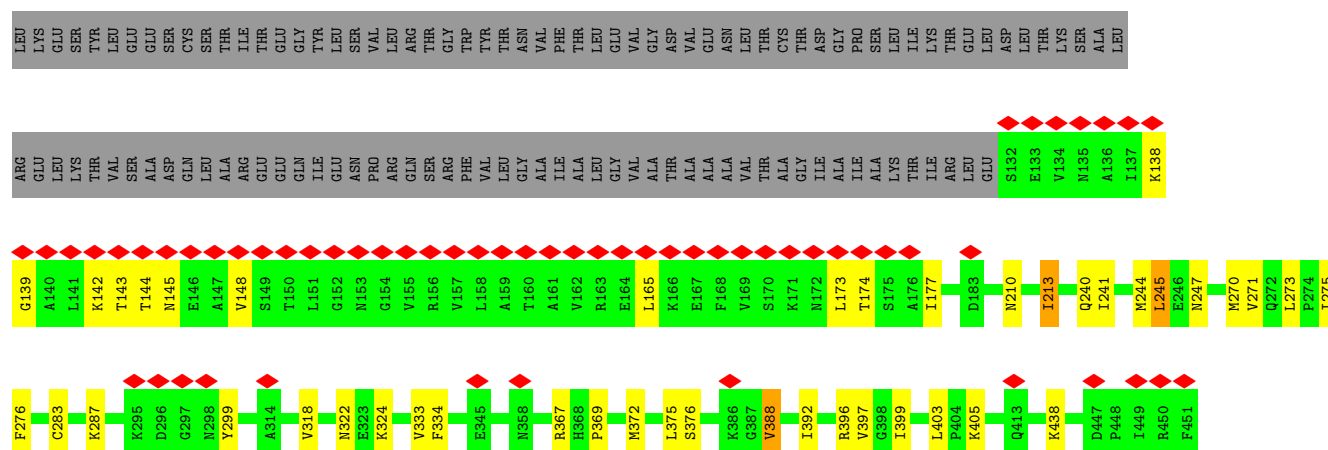 LEU LYS GLU SER TYR LEU GLU GLU SER CYS SER THR ILE THR GLU GLY TYR LEU SER VAL LEU ARG THR GLY TRP TYR THR ASN VAL PHE THR LEU GLU VAL GLY ASP VAL GLU ASN LEU THR CYS THR ASP GLY PRO SER LEU ILE LYS THR GLU LEU ASP LEU THR LYS SER ALA LEU
ARG GLU LEU LYS THR VAL SER ALA ASP GLN LEU ALA ARG GLU GLU GLN ILE GLU ASN PRO ARG GLN SER ARG PHE VAL LEU GLY ALA ILE ALA LEU GLY VAL ALA THR ALA ALA ALA VAL THR ALA GLY ILE ALA ILE ALA LYS THR ILE ARG LEU GLU S132 E133 V134 N135 A136 I137 K138
G139 A140 L141 K142 T143 T144 N145 E146 A147 V148 S149 T150 L151 G152 N153 G154 V155 R156 V157 L158 A159 T160 A161 V162 R163 E164 L165 K166 E167 F168 V169 S170 K171 N172 L173 T174 S175 A176 I177 D183 N210 I213 Q240 I241 M244 L245 E246 N247 M270 V271 Q272 L273 P274 I275
F276 C283 K287 K295 D296 G297 N298 Y299 A314 V318 N322 E323 K324 V333 F334 E345 N358 R367 H368 P369 M372 L375 S376 K386 G387 V388 I392 R396 V397 G398 I399 L403 P404 K405 Q413 K438 D447 P448 I449 R450 F451